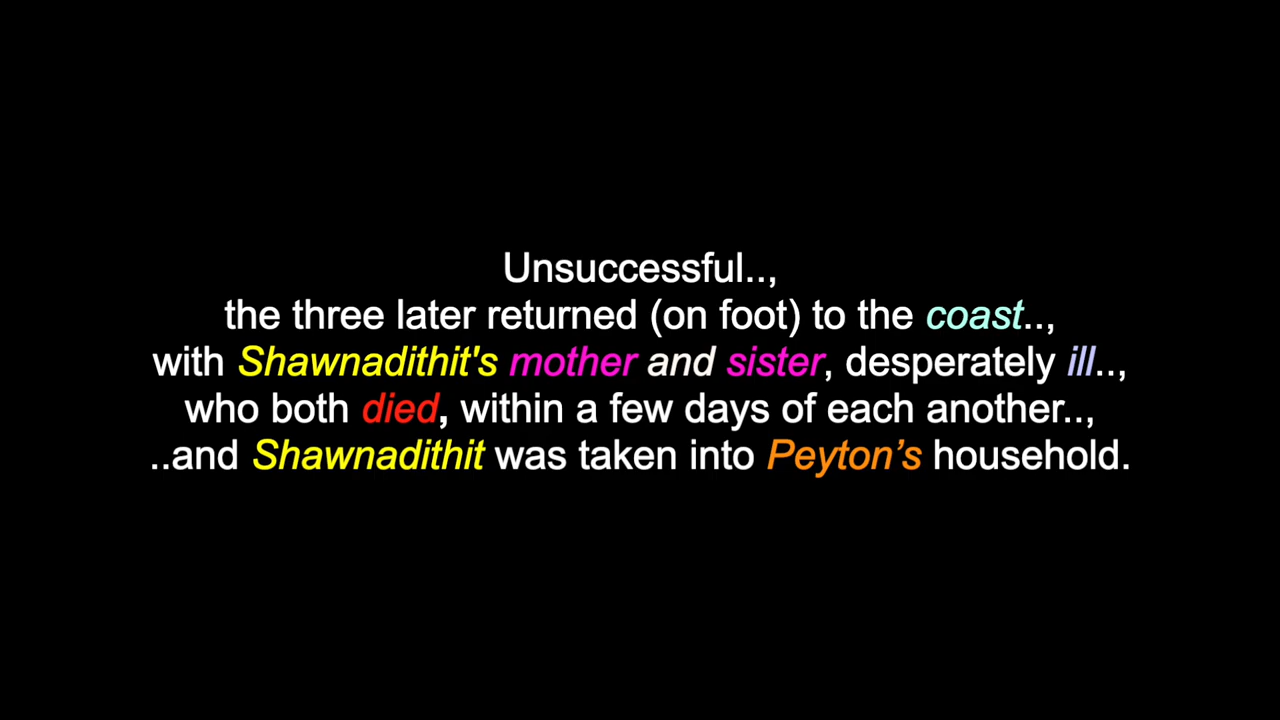 Unsuccessful..,
the three later returned (on foot) to the coast..,
with Shawnadithit's mother and sister, desperately ill..,
who both died, within a few days of each another..,
..and Shawnadithit was taken into Peyton’s household.